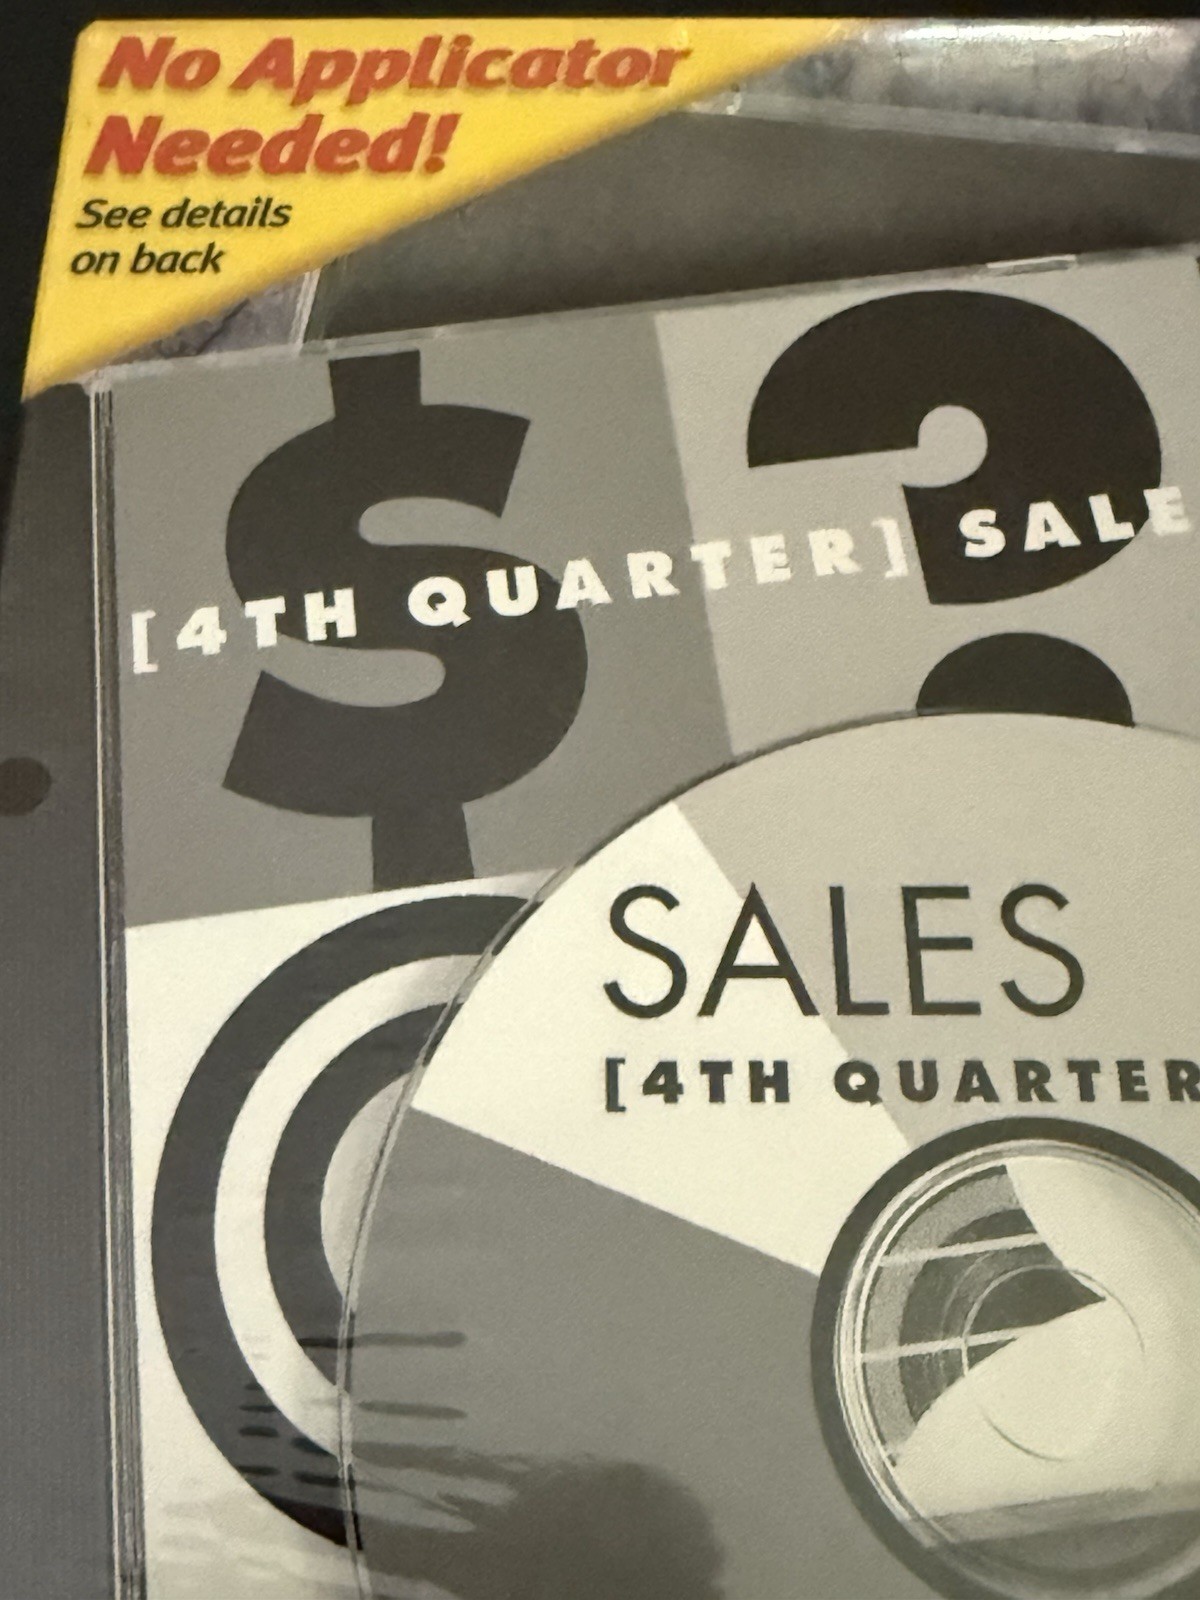 No Applicator
Needed!
See details
on back
$ ?
[4TH QUARTER] SALE
SALES
[4TH QUARTER